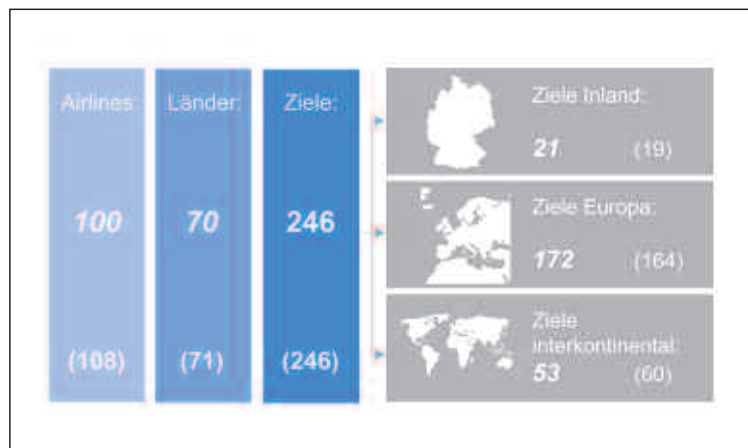 Airlines:
100
(108)
Länder:
70
(71)
Ziele:
246
(246)
Ziele Inland:
21 (19)
Ziele Europa:
172 (164)
Ziele
interkontinental:
53 (60)